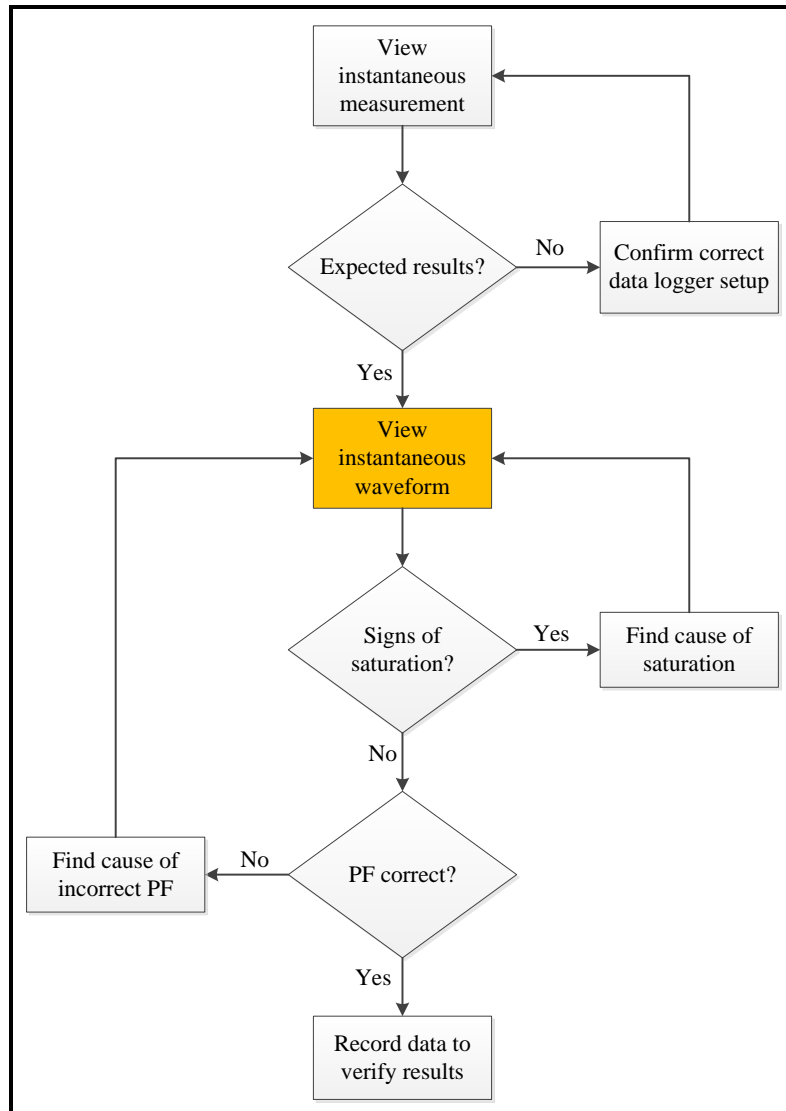 View
instantaneous
measurement
Expected results?
No
Confirm correct
data logger setup
Yes
View
instantaneous
waveform
Signs of
saturation?
Yes
Find cause of
saturation
No
PF correct?
No
Find cause of
incorrect PF
Yes
Record data to
verify results